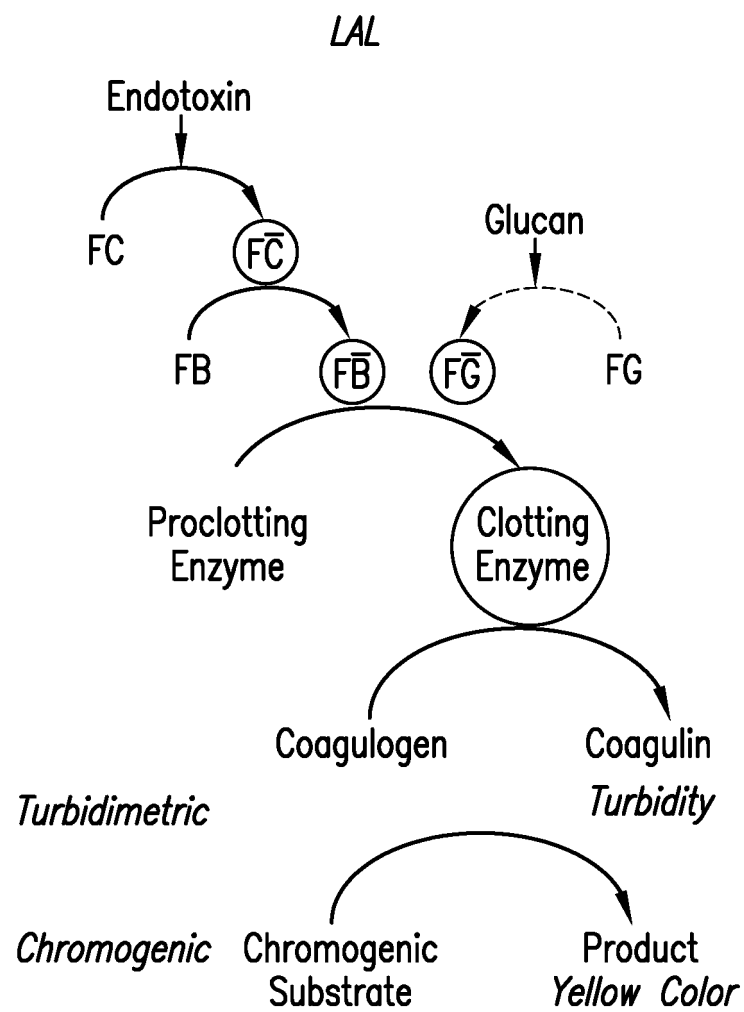 LAL
Endotoxin
Glucan
FC
FC̅
FB
FB̅
FG̅
FG
Proclotting
Enzyme
Clotting
Enzyme
Coagulogen
Coagulin
Turbidimetric
Turbidity
Chromogenic
Chromogenic
Substrate
Product
Yellow Color